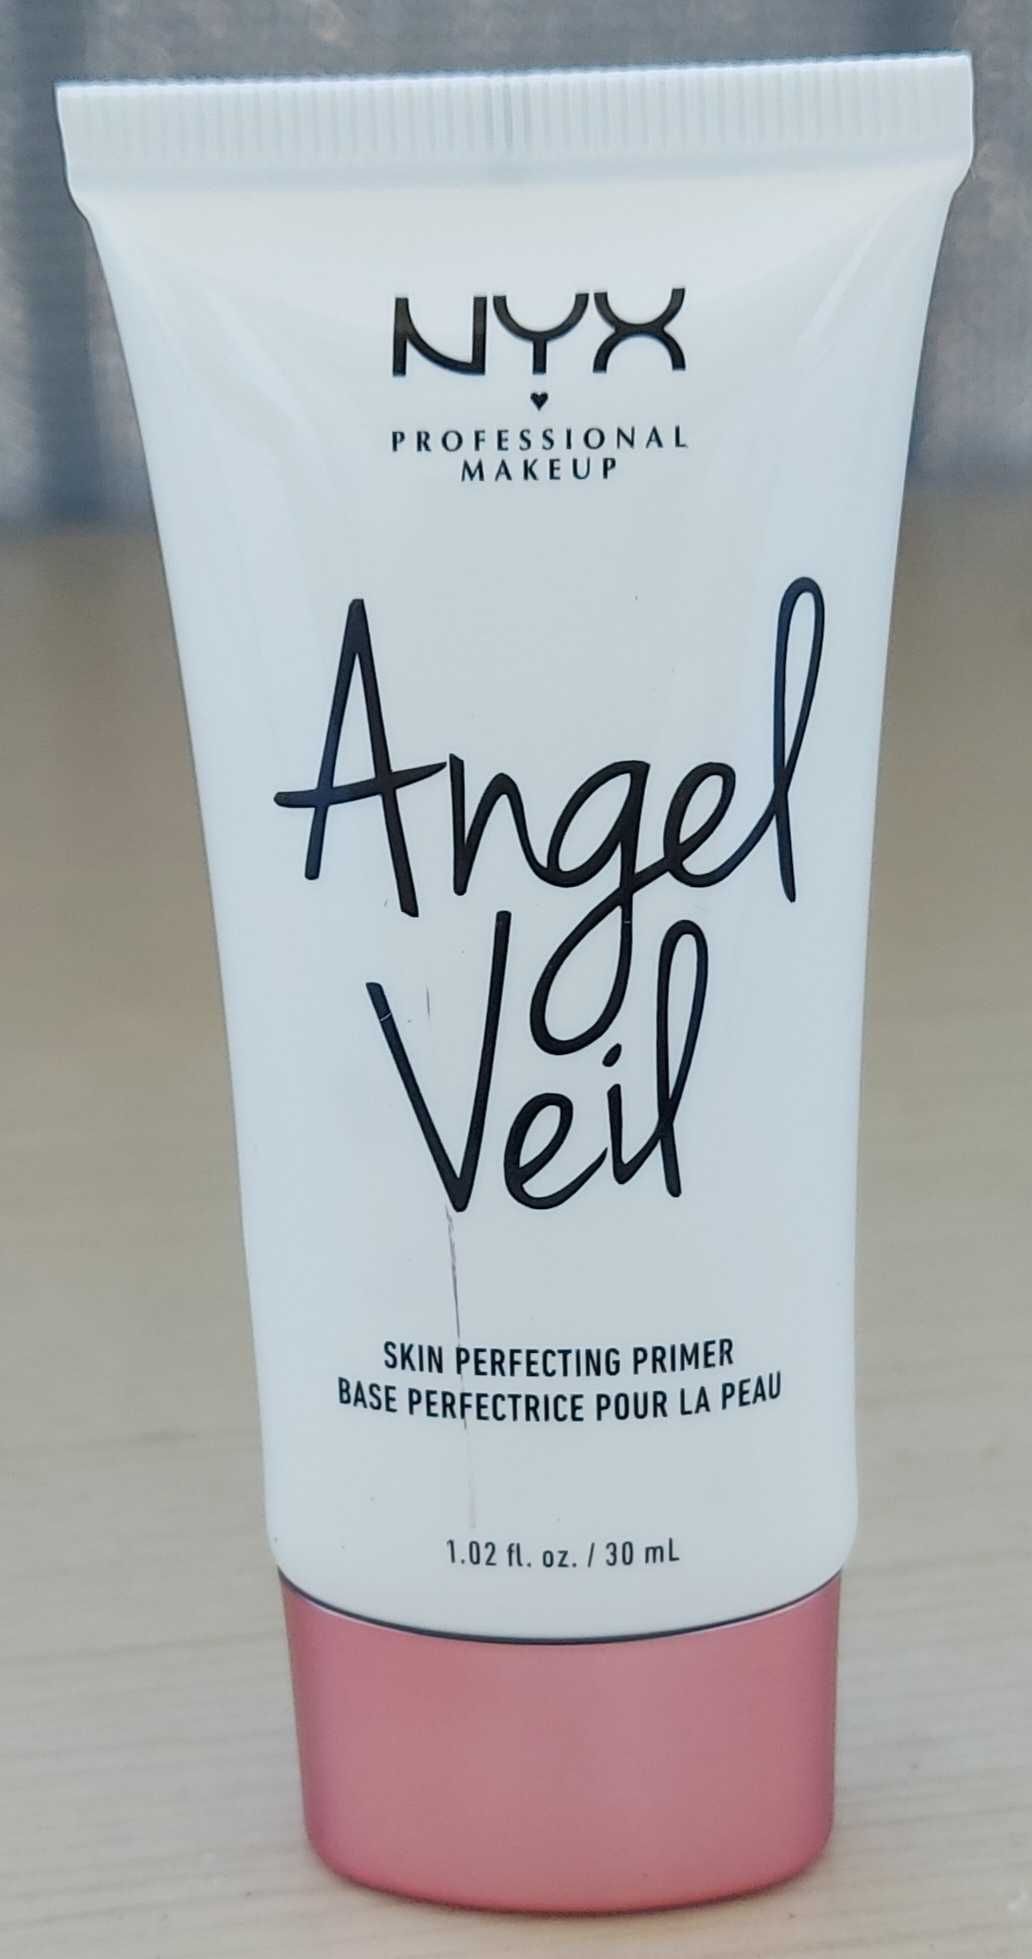 NYX
PROFESSIONAL
MAKEUP
Angel
Veil
SKIN PERFECTING PRIMER
BASE PERFECTRICE POUR LA PEAU
1.02 fl. oz. / 30 mL